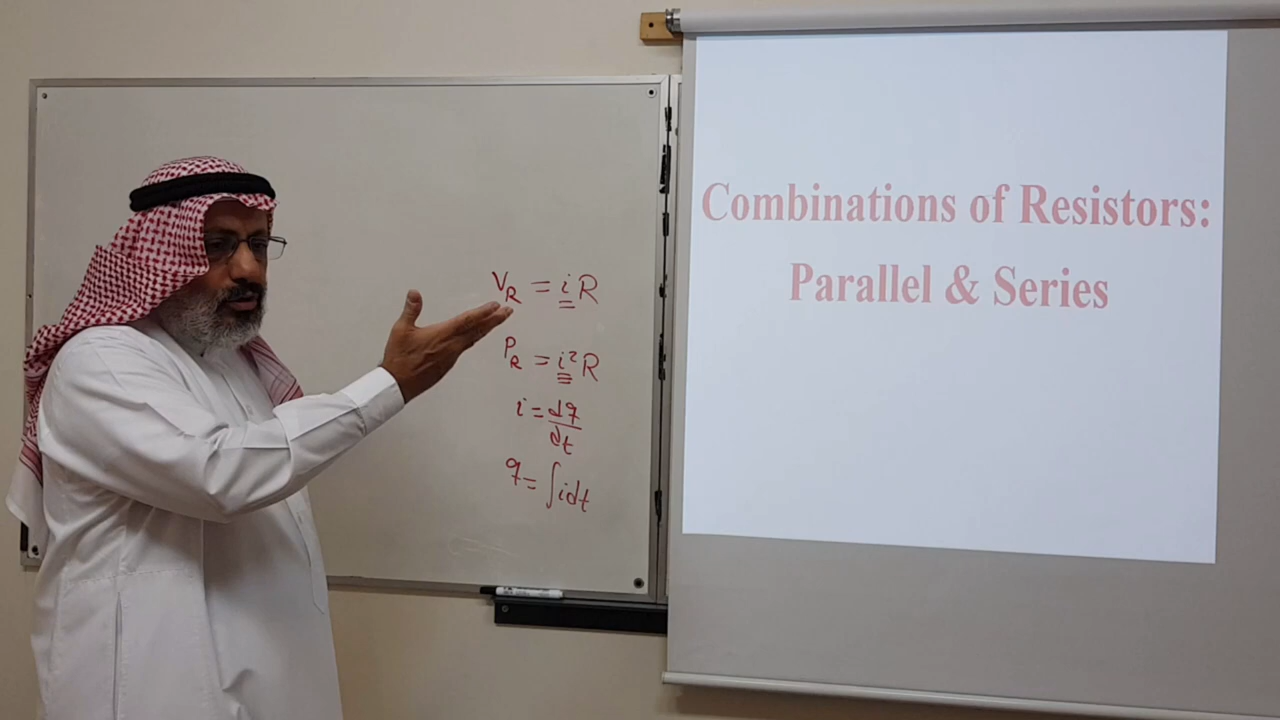 V_R = i R
P_R = i² R
i = dq/dt
q = ∫ i dt
Combinations of Resistors:
Parallel & Series